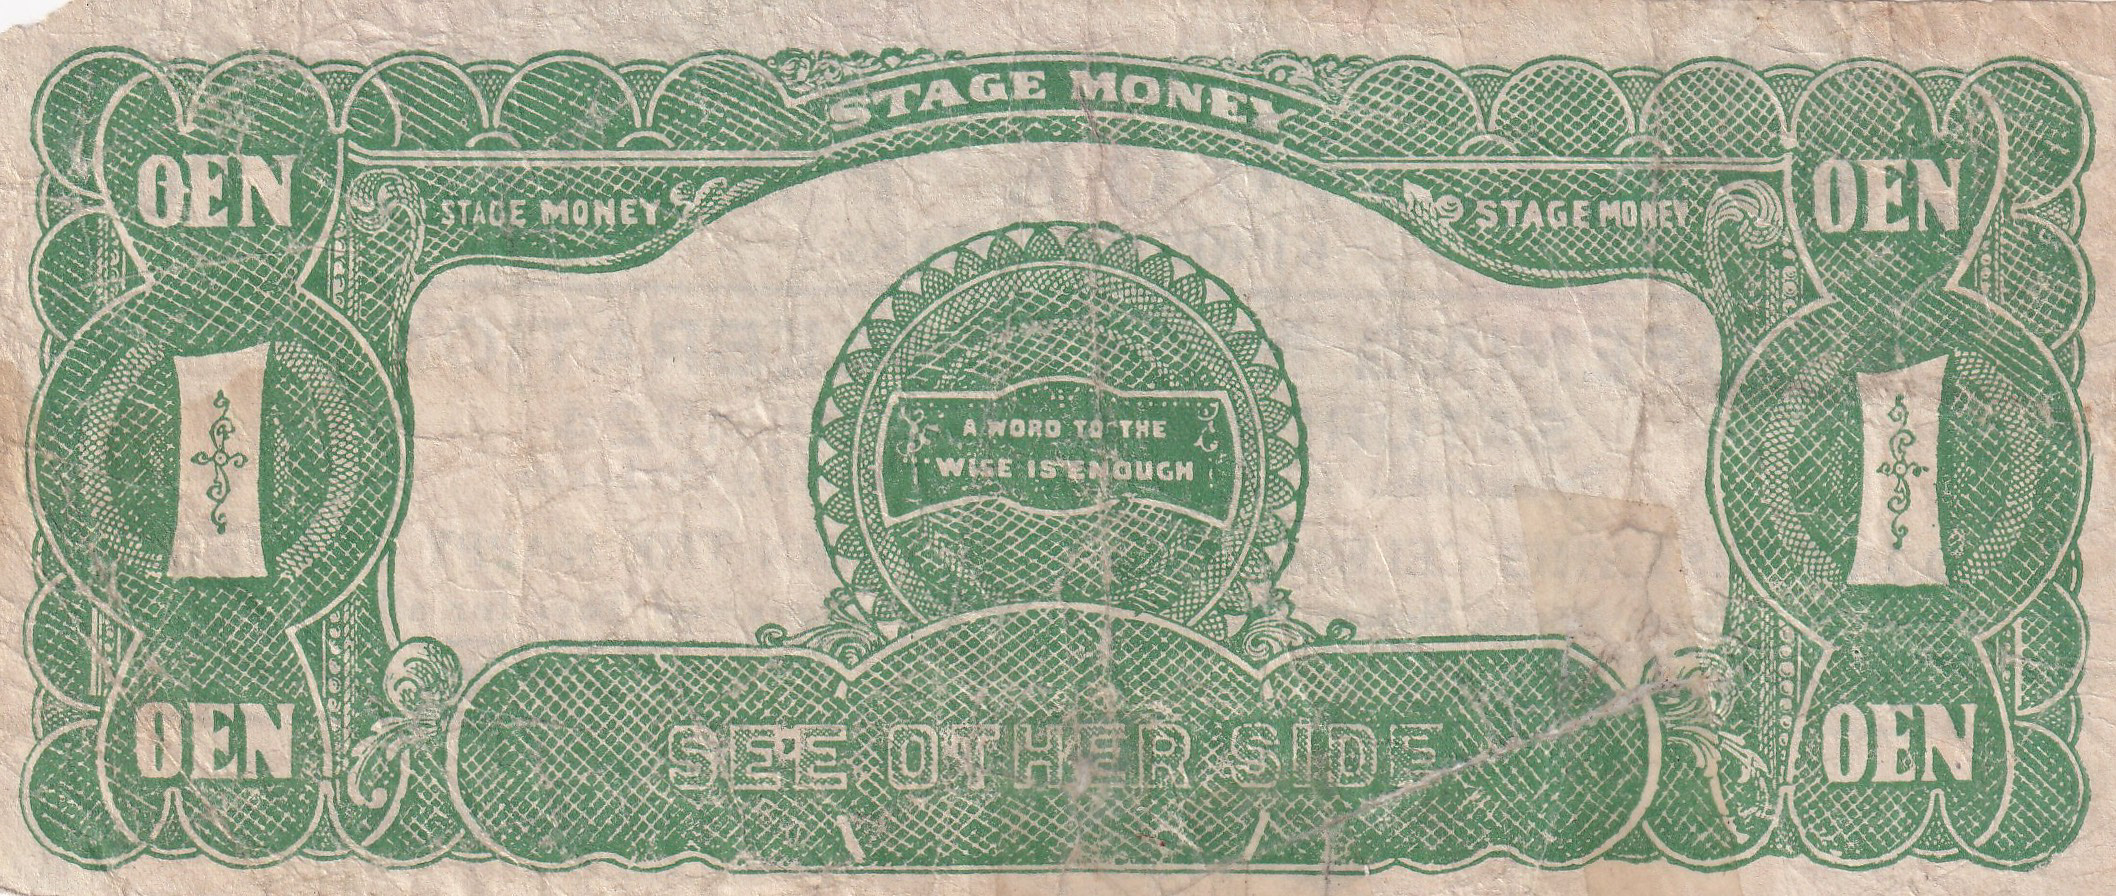 STAGE MONEY
OEN
OEN
STAGE MONEY
STAGE MONEY
1
1
A WORD TO THE
WISE IS ENOUGH
OEN
SEE OTHER SIDE
OEN